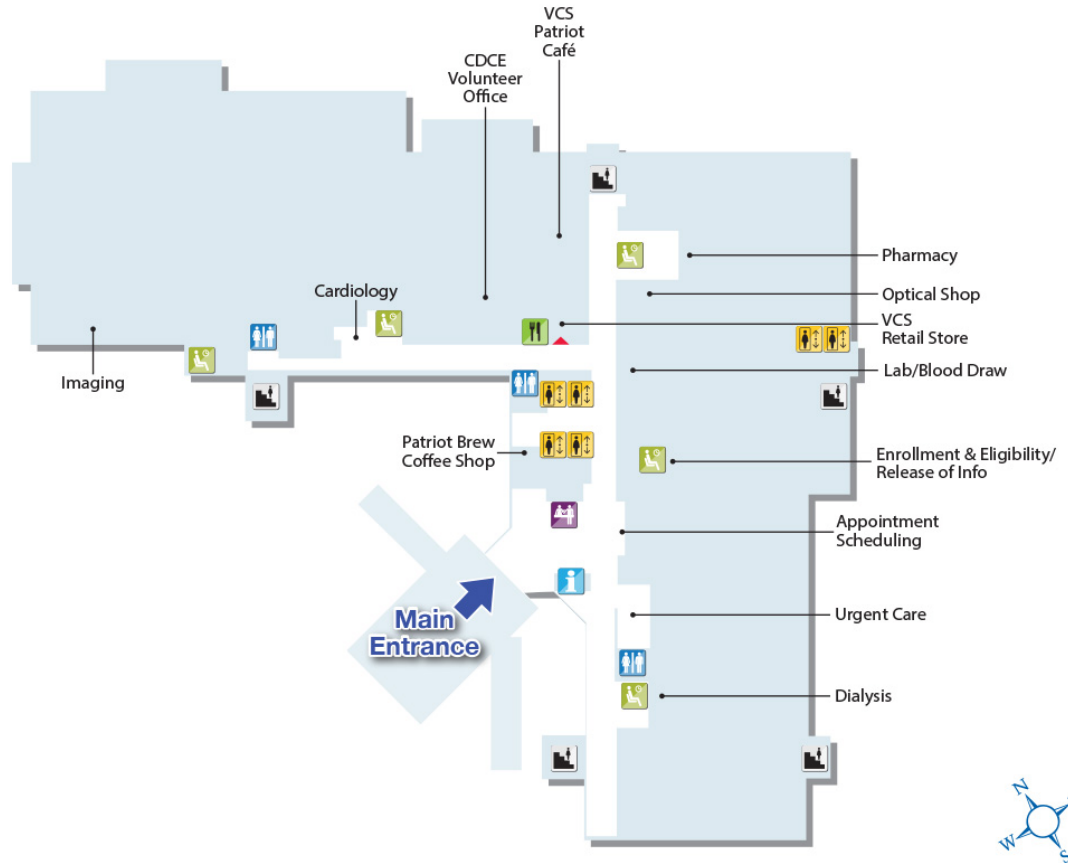 VCS
Patriot
Café
CDCE
Volunteer
Office
Pharmacy
Cardiology
Optical Shop
VCS
Retail Store
Imaging
Lab/Blood Draw
Patriot Brew
Coffee Shop
Enrollment & Eligibility/
Release of Info
Appointment
Scheduling
Main
Entrance
Urgent Care
Dialysis
N
W
S